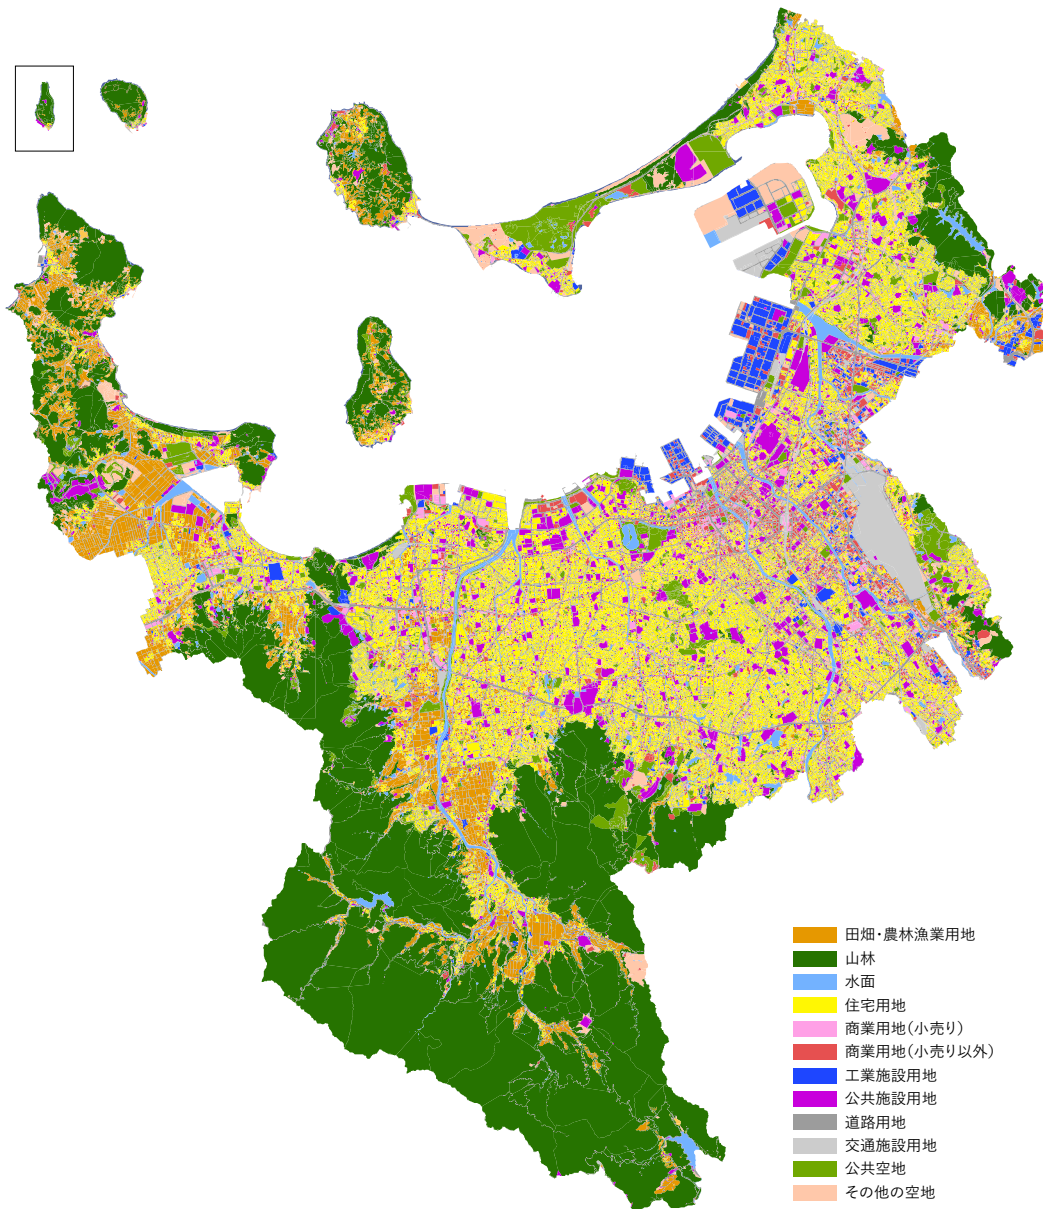 田畑・農林漁業用地
山林
水面
住宅用地
商業用地(小売り)
商業用地(小売り以外)
工業施設用地
公共施設用地
道路用地
交通施設用地
公共空地
その他の空地